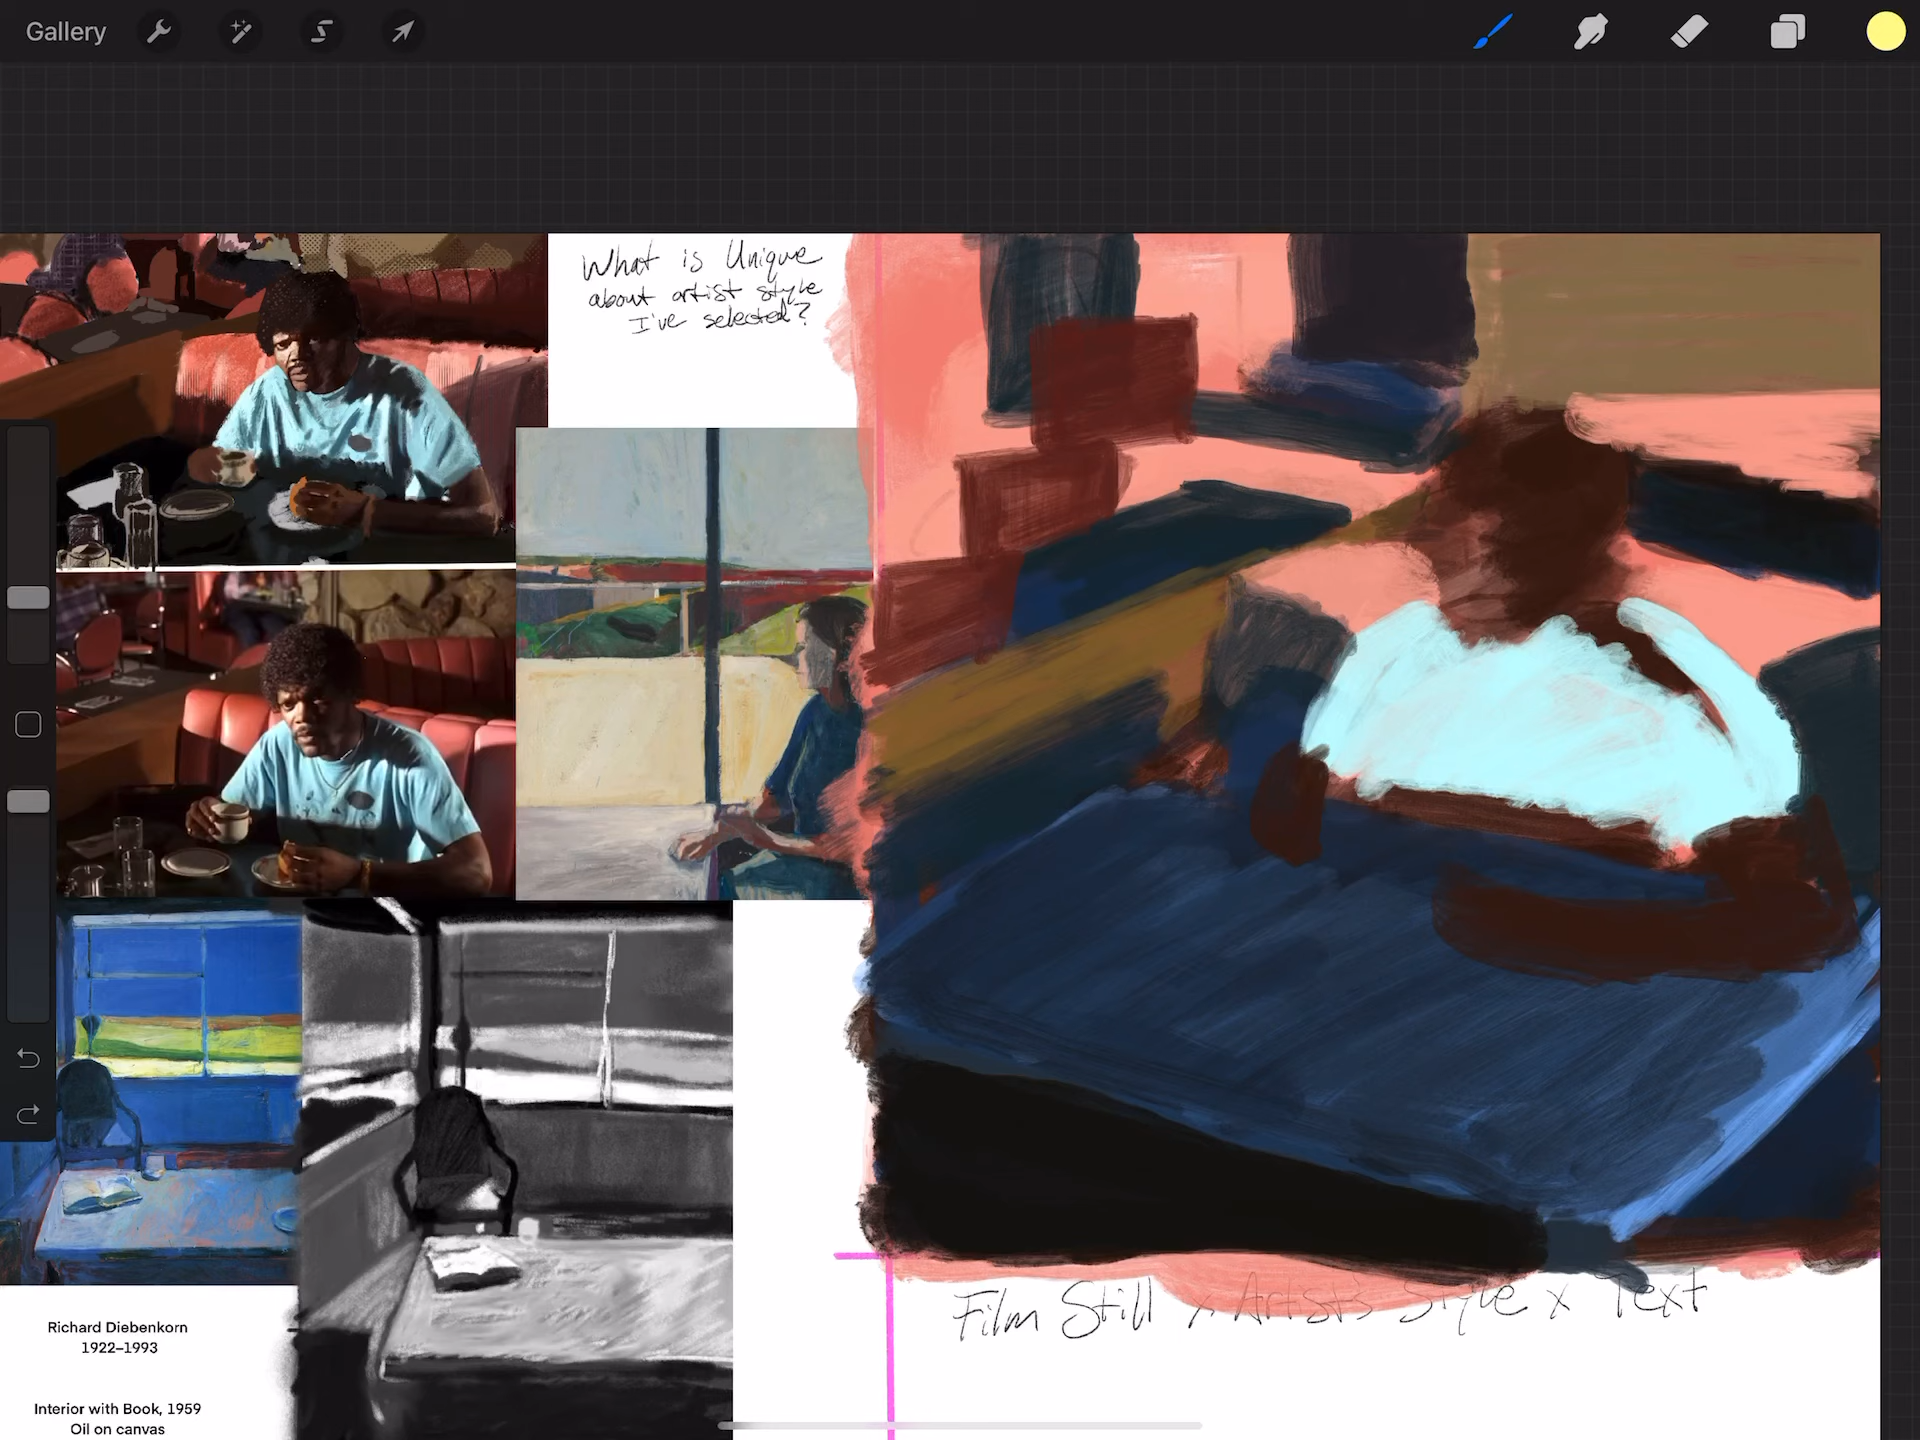 Gallery
What is Unique
about artist style
I've selected?
Film Still x Artists Style x Text
Richard Diebenkorn
1922–1993
Interior with Book, 1959
Oil on canvas